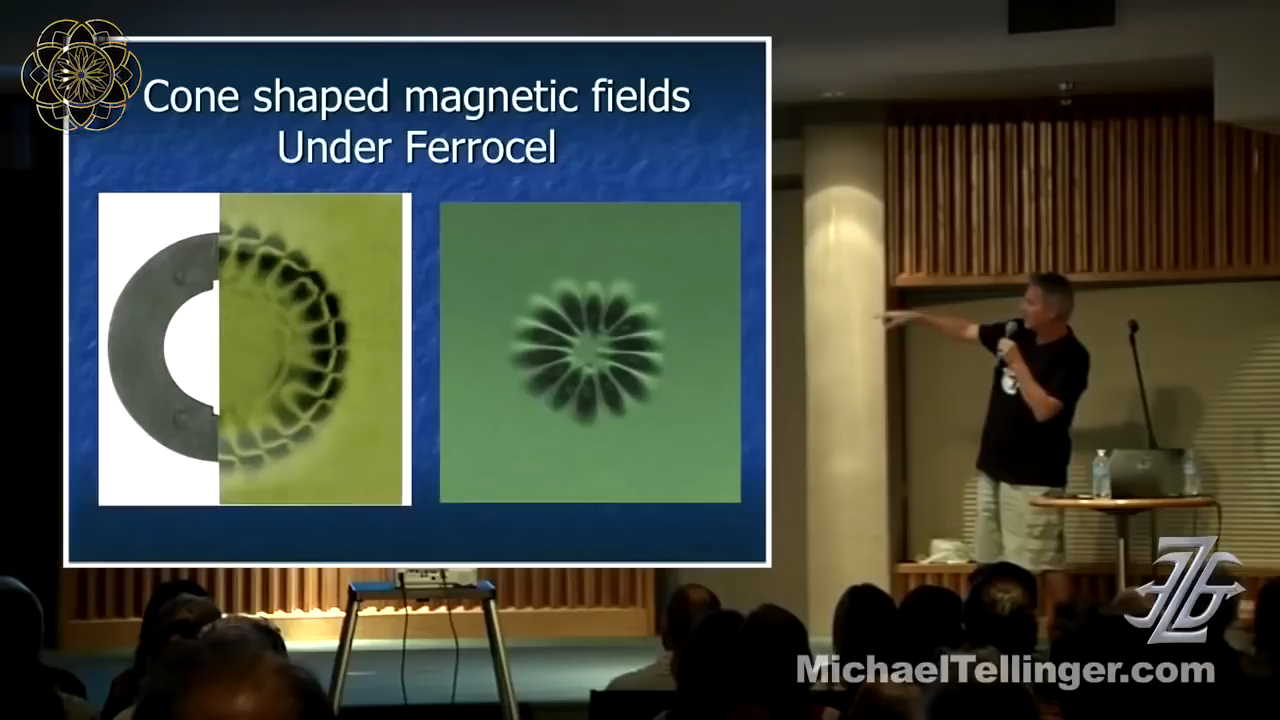 Cone shaped magnetic fields
Under Ferrocel
MichaelTellinger.com